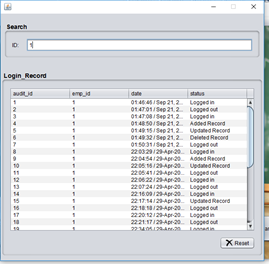 Search
ID: 1
Login_Record
audit_id emp_id date status
1 1 01:46:46 / Sep 21, 2... Logged in
2 1 01:47:01 / Sep 21, 2... Logged out
3 1 01:47:08 / Sep 21, 2... Logged in
4 1 01:48:50 / Sep 21, 2... Added Record
5 1 01:49:15 / Sep 21, 2... Updated Record
6 1 01:49:32 / Sep 21, 2... Deleted Record
7 1 01:50:31 / Sep 21, 2... Logged out
8 1 22:03:29 / 29-Apr-20... Logged in
9 1 22:04:54 / 29-Apr-20... Added Record
10 1 22:05:16 / 29-Apr-20... Updated Record
11 1 22:05:41 / 29-Apr-20... Logged out
12 1 22:06:22 / 29-Apr-20... Logged in
13 1 22:07:24 / 29-Apr-20... Logged out
14 1 22:16:09 / 29-Apr-20... Logged in
15 1 22:17:14 / 29-Apr-20... Updated Record
16 1 22:18:18 / 29-Apr-20... Logged out
17 1 22:20:12 / 29-Apr-20... Logged in
18 1 22:21:17 / 29-Apr-20... Logged out
19 1 22:34:05 / 29-Apr-20... Logged in
Reset